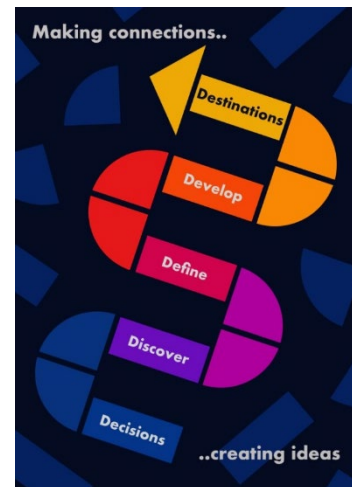 Making connections..
Destinations
Develop
Define
Discover
Decisions
..creating ideas